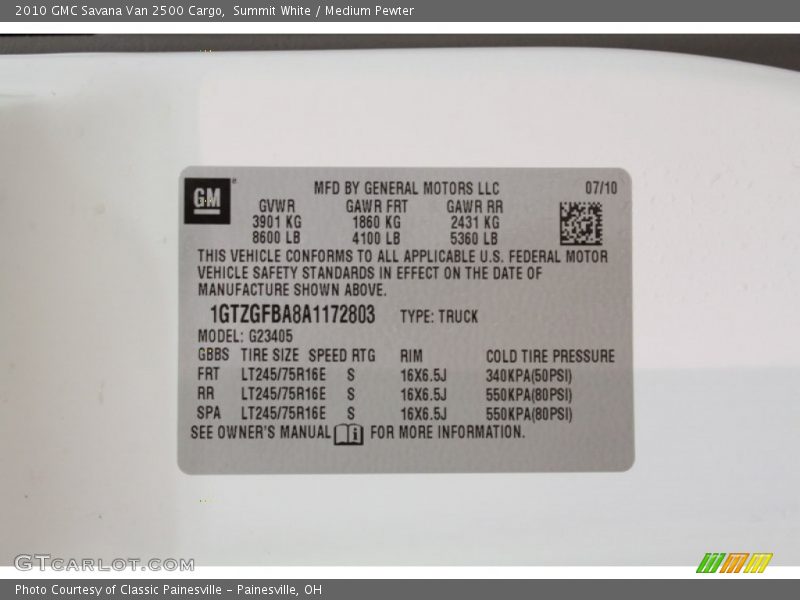 2010 GMC Savana Van 2500 Cargo, Summit White / Medium Pewter
GM
MFD BY GENERAL MOTORS LLC 07/10
GVWR GAWR FRT GAWR RR
3901 KG 1860 KG 2431 KG
8600 LB 4100 LB 5360 LB
THIS VEHICLE CONFORMS TO ALL APPLICABLE U.S. FEDERAL MOTOR
VEHICLE SAFETY STANDARDS IN EFFECT ON THE DATE OF
MANUFACTURE SHOWN ABOVE.
1GTZGFBA8A1172803 TYPE: TRUCK
MODEL: G23405
GBBS TIRE SIZE SPEED RTG RIM COLD TIRE PRESSURE
FRT LT245/75R16E S 16X6.5J 340KPA(50PSI)
RR LT245/75R16E S 16X6.5J 550KPA(80PSI)
SPA LT245/75R16E S 16X6.5J 550KPA(80PSI)
SEE OWNER'S MANUAL i FOR MORE INFORMATION.
GTCARLOT.COM
Photo Courtesy of Classic Painesville - Painesville, OH